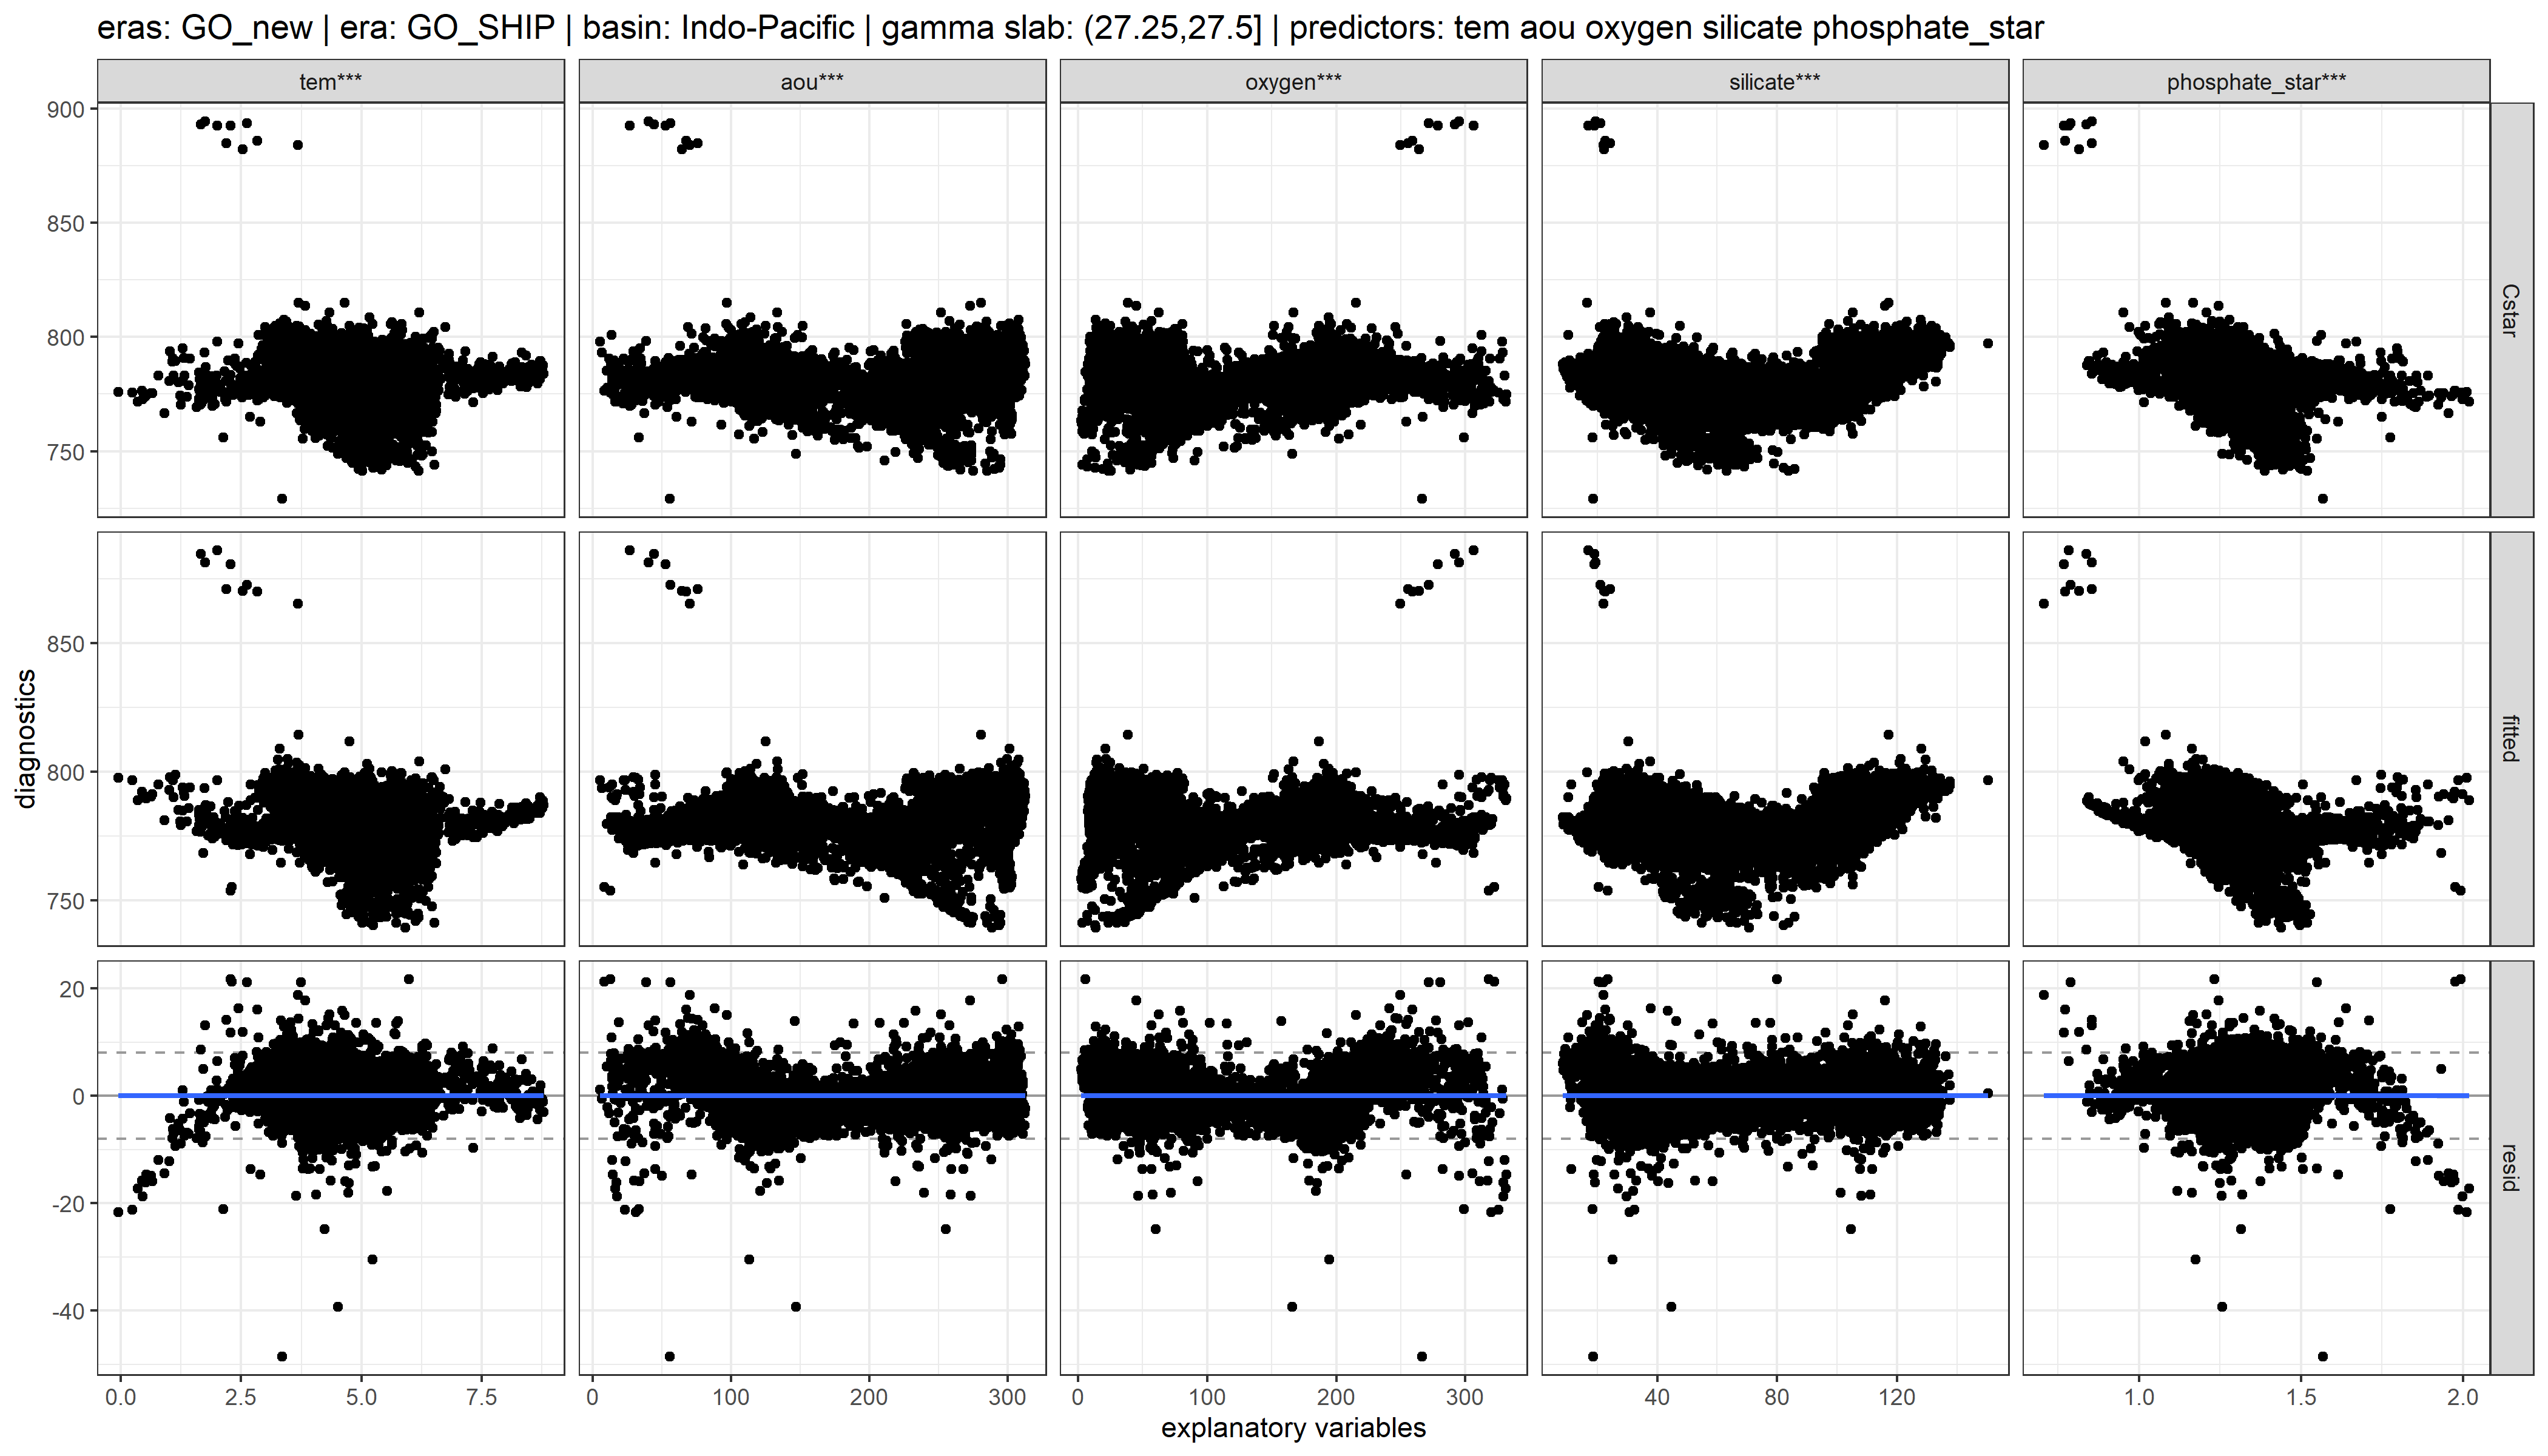 eras: GO_new | era: GO_SHIP | basin: Indo-Pacific | gamma slab: (27.25,27.5] | predictors: tem aou oxygen silicate phosphate_star
tem*** aou*** oxygen*** silicate*** phosphate_star***
900
850
800
750
Cstar
850
800
750
fitted
diagnostics
20
0
-20
-40
resid
0.0 2.5 5.0 7.5 0 100 200 300 0 100 200 300 40 80 120 1.0 1.5 2.0
explanatory variables